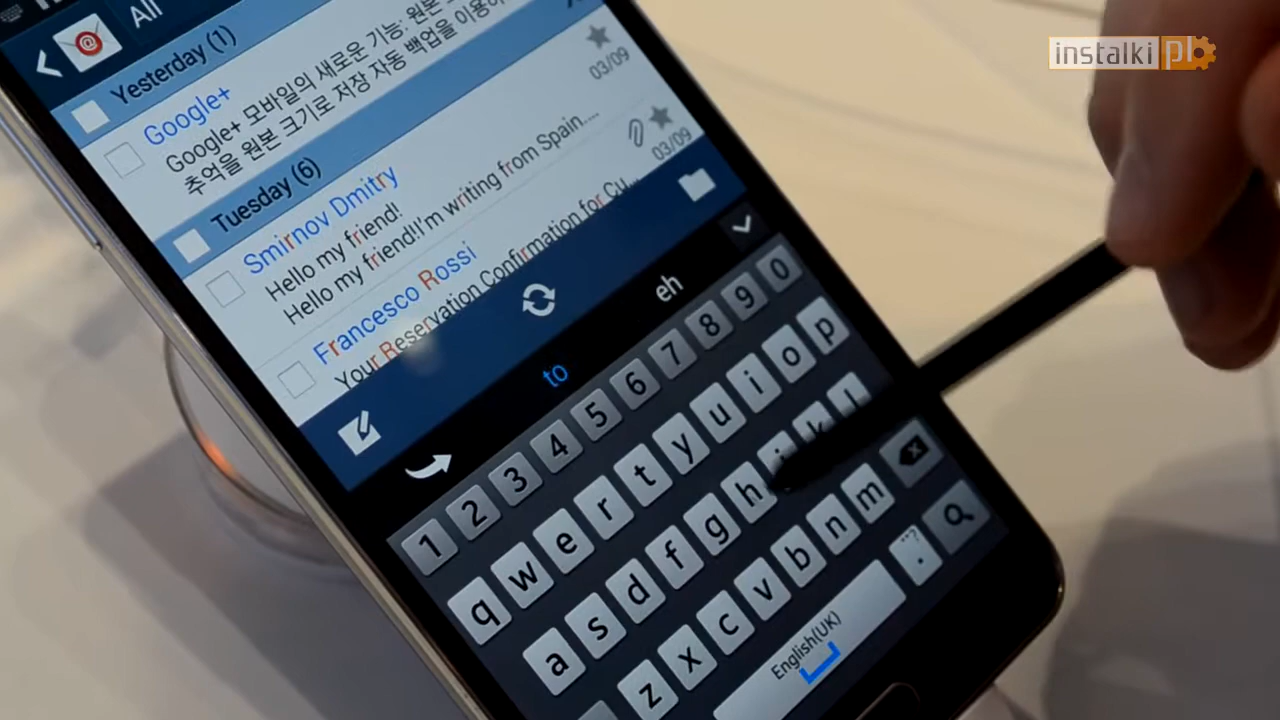 All
instalki.pl
Yesterday (1)
Google+
03/09
Google+ 모바일의 새로운 기능: 원본
추억을 원본 크기로 저장 자동 백업을 이용하
Tuesday (6)
Smirnov Dmitry
03/09
Hello my friend!
Hello my friend!I'm writing from Spain....
Francesco Rossi
Your Reservation Confirmation for Cu...
to
eh
1 2 3 4 5 6 7 8 9 0
q w e r t y u i o p
a s d f g h j k l
z x c v b n m
English(UK)
.,?